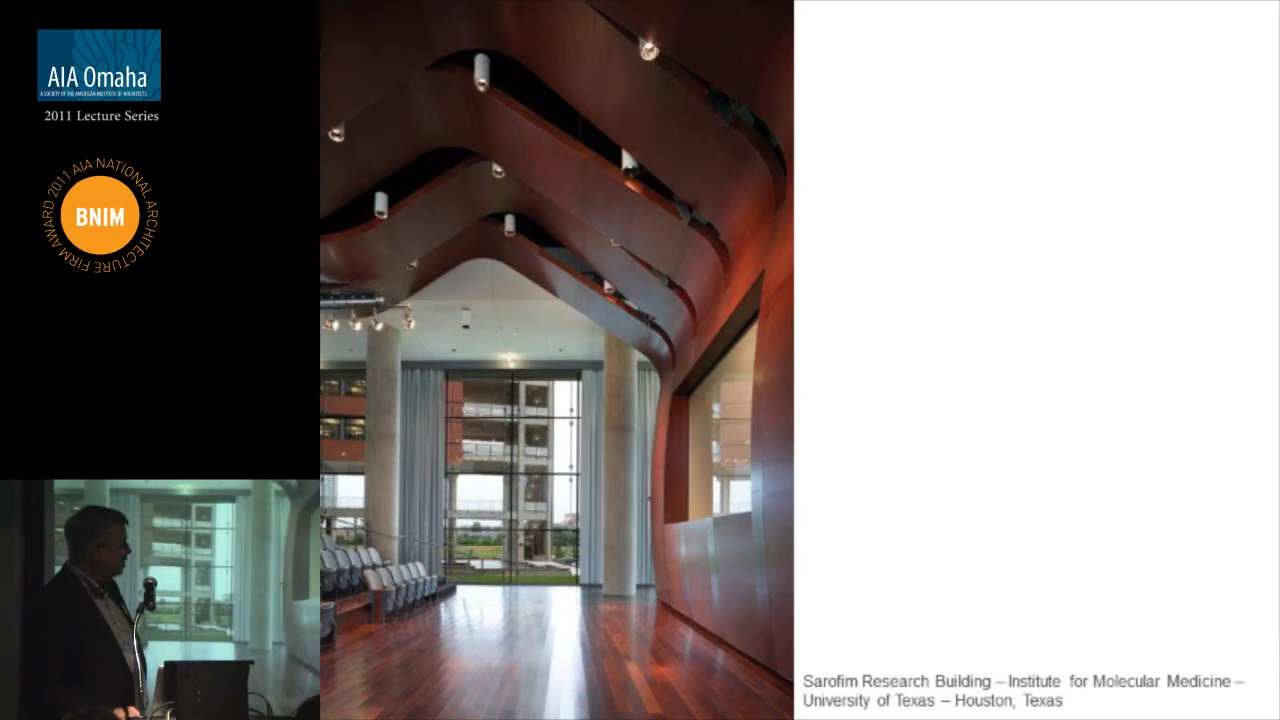 AIA Omaha
A SOCIETY OF THE AMERICAN INSTITUTE OF ARCHITECTS
2011 Lecture Series
2011 AIA NATIONAL ARCHITECTURE FIRM AWARD
BNIM
Sarofim Research Building – Institute for Molecular Medicine –
University of Texas – Houston, Texas